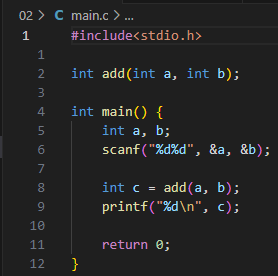 02 > C main.c > ...
1 #include<stdio.h>
1
2 int add(int a, int b);
3
4 int main() {
5     int a, b;
6     scanf("%d%d", &a, &b);
7
8     int c = add(a, b);
9     printf("%d\n", c);
10
11     return 0;
12 }